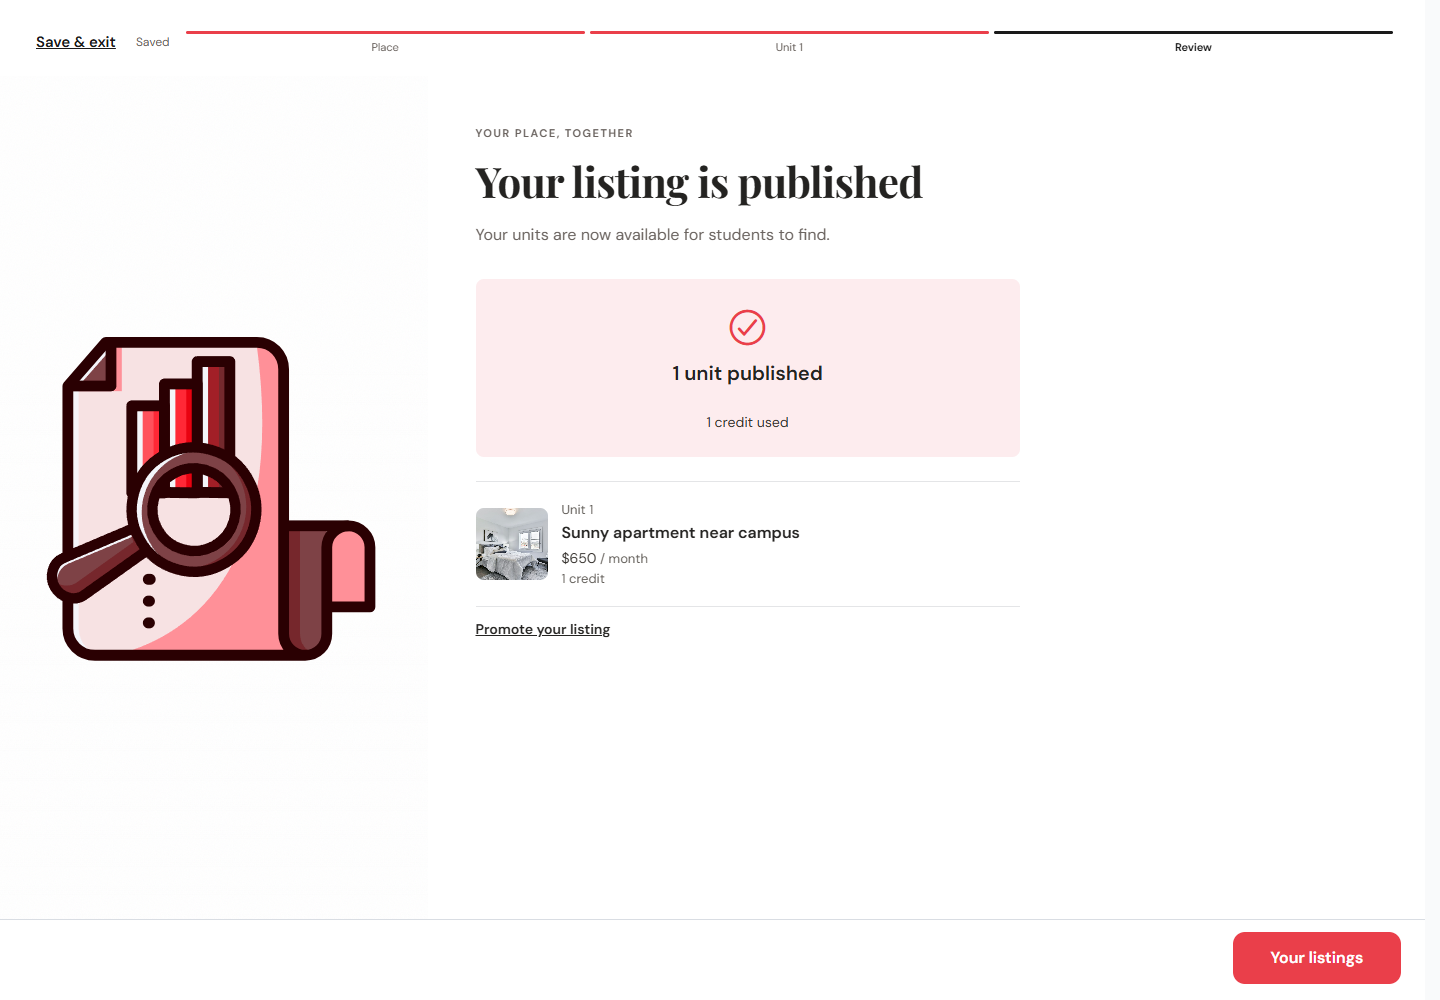 Save & exit
Saved
Place
Unit 1
Review
YOUR PLACE, TOGETHER
Your listing is published
Your units are now available for students to find.
1 unit published
1 credit used
Unit 1
Sunny apartment near campus
$650 / month
1 credit
Promote your listing
Your listings